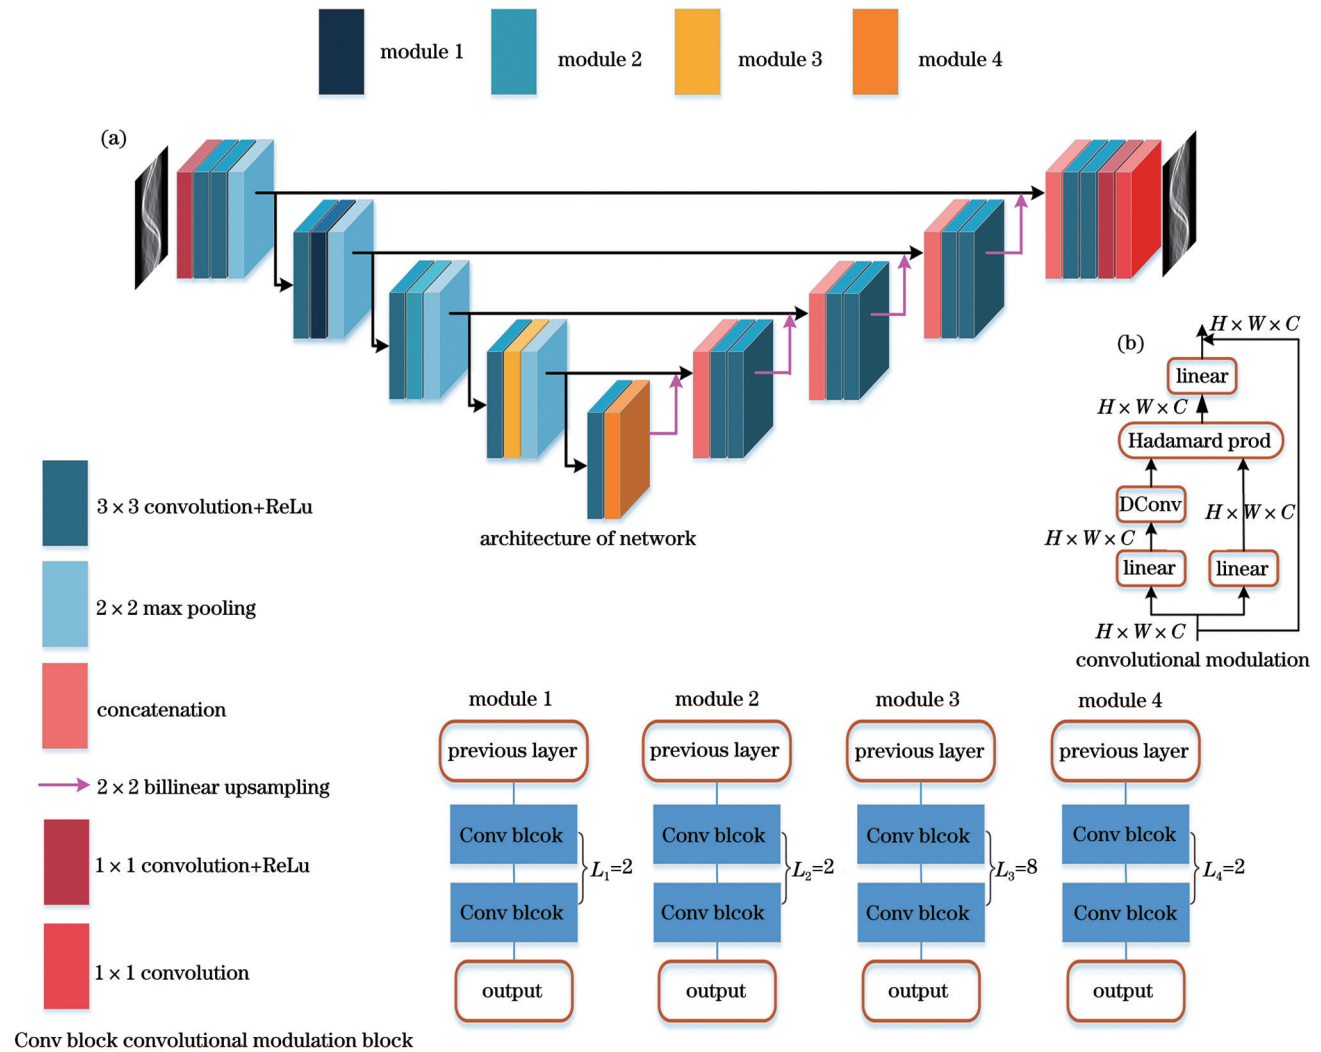 module 1
module 2
module 3
module 4
(a)
(b)
H × W × C
linear
H × W × C
Hadamard prod
DConv
H × W × C
H × W × C
linear
linear
H × W × C
convolutional modulation
architecture of network
3 × 3 convolution+ReLu
2 × 2 max pooling
concatenation
2 × 2 billinear upsampling
1 × 1 convolution+ReLu
1 × 1 convolution
Conv block convolutional modulation block
module 1
previous layer
Conv blcok
Conv blcok
L1=2
output
module 2
previous layer
Conv blcok
Conv blcok
L2=2
output
module 3
previous layer
Conv blcok
Conv blcok
L3=8
output
module 4
previous layer
Conv blcok
Conv blcok
L4=2
output